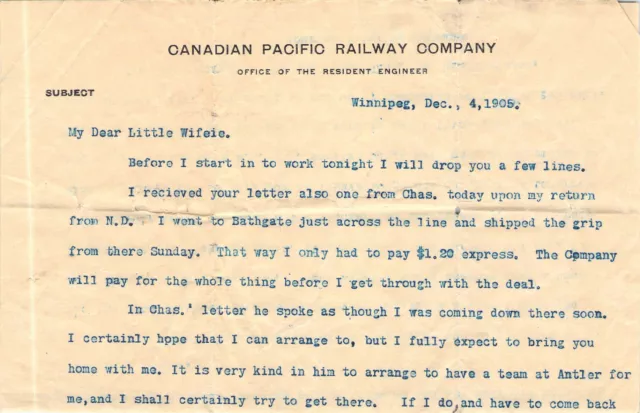 CANADIAN PACIFIC RAILWAY COMPANY
OFFICE OF THE RESIDENT ENGINEER
SUBJECT
Winnipeg, Dec., 4,1905.
My Dear Little Wifeie.
Before I start in to work tonight I will drop you a few lines.
I recieved your letter also one from Chas. today upon my return
from N.D. I went to Bathgate just across the line and shipped the grip
from there Sunday. That way I only had to pay $1.20 express. The Company
will pay for the whole thing before I get through with the deal.
In Chas.' letter he spoke as though I was coming down there soon.
I certainly hppe that I can arrange to, but I fully expect to bring you
home with me. It is very kind in him to arrange to have a team at Antler for
me,and I shall certainly try to get there. If I do,and have to come back